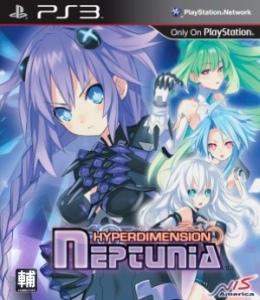 PS3
PlayStation Network
Only On PlayStation.
HYPERDIMENSION
NEPTUNIA
輔
NIS
America